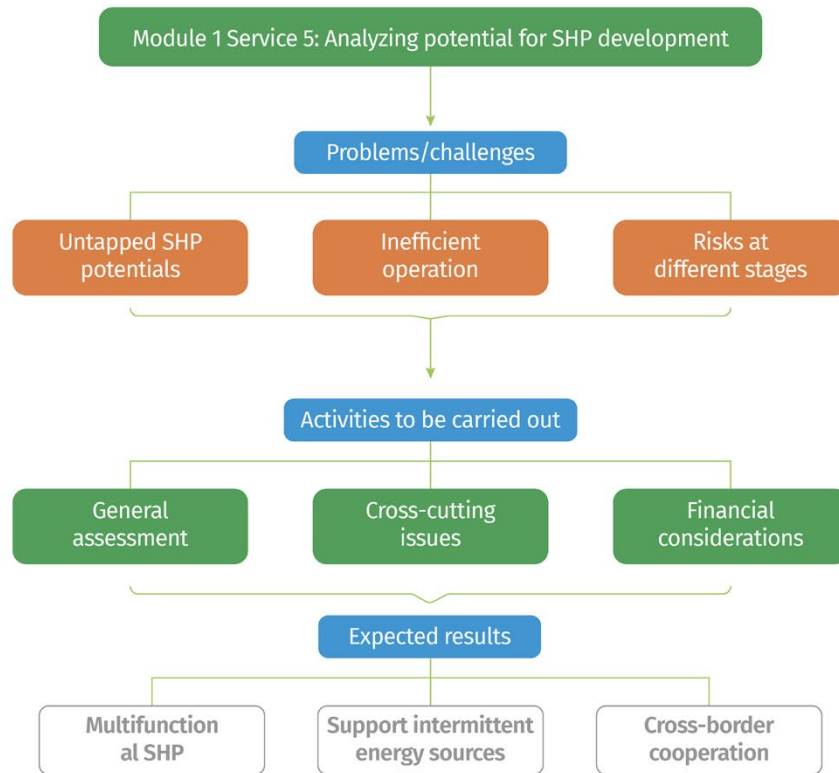 Module 1 Service 5: Analyzing potential for SHP development
Problems/challenges
Untapped SHP
potentials
Inefficient
operation
Risks at
different stages
Activities to be carried out
General
assessment
Cross-cutting
issues
Financial
considerations
Expected results
Multifunction
al SHP
Support intermittent
energy sources
Cross-border
cooperation